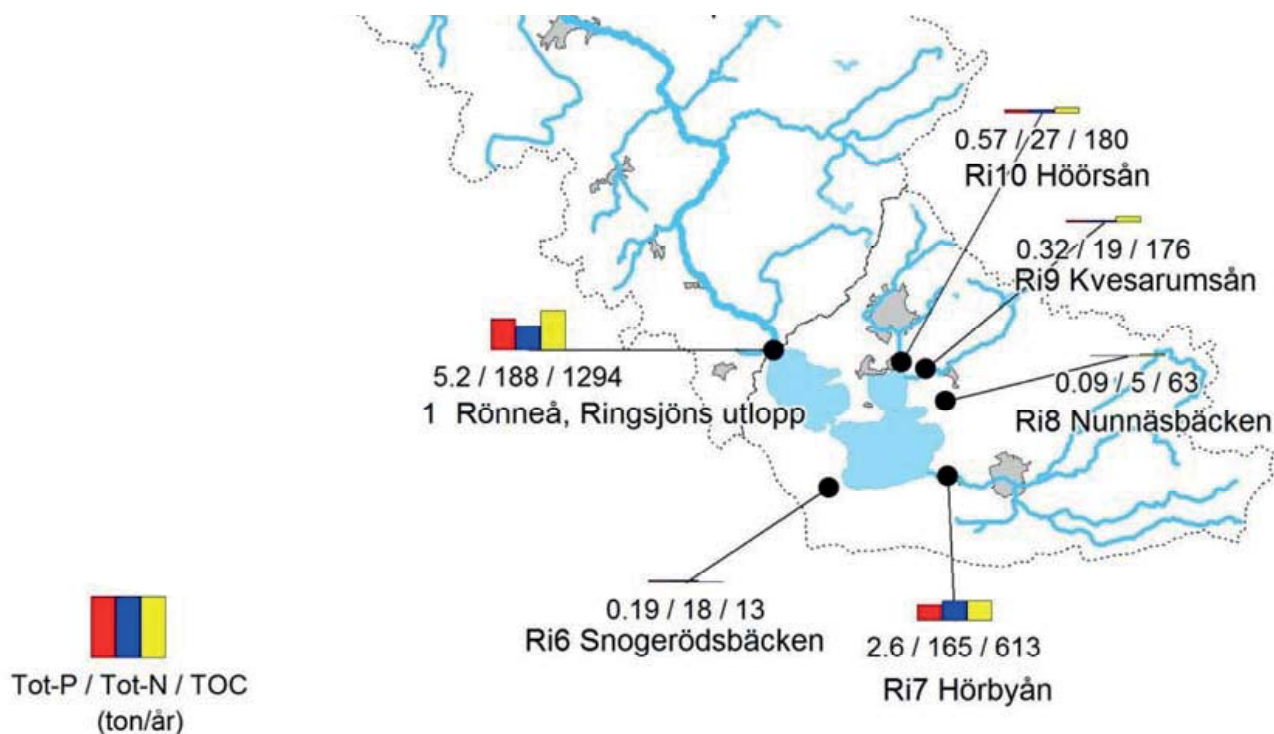 0.57 / 27 / 180
Ri10 Höörsån
0.32 / 19 / 176
Ri9 Kvesarumsån
5.2 / 188 / 1294
1 Rönneå, Ringsjöns utlopp
0.09 / 5 / 63
Ri8 Nunnäsbäcken
0.19 / 18 / 13
Ri6 Snogerödsbäcken
2.6 / 165 / 613
Ri7 Hörbyån
Tot-P / Tot-N / TOC
(ton/år)